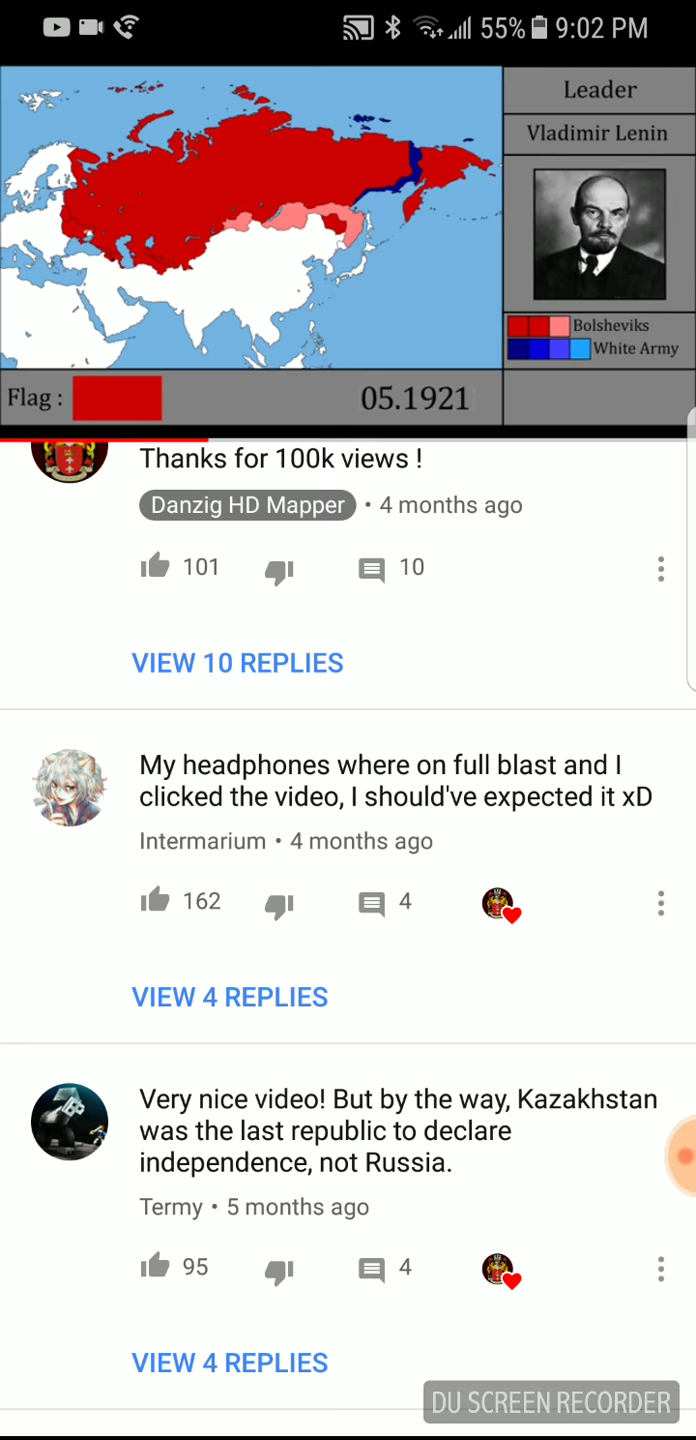 55% 9:02 PM
Leader
Vladimir Lenin
Bolsheviks
White Army
Flag :
05.1921
Thanks for 100k views !
Danzig HD Mapper • 4 months ago
101 10
VIEW 10 REPLIES
My headphones where on full blast and I
clicked the video, I should've expected it xD
Intermarium • 4 months ago
162 4
VIEW 4 REPLIES
Very nice video! But by the way, Kazakhstan
was the last republic to declare
independence, not Russia.
Termy • 5 months ago
95 4
VIEW 4 REPLIES
DU SCREEN RECORDER